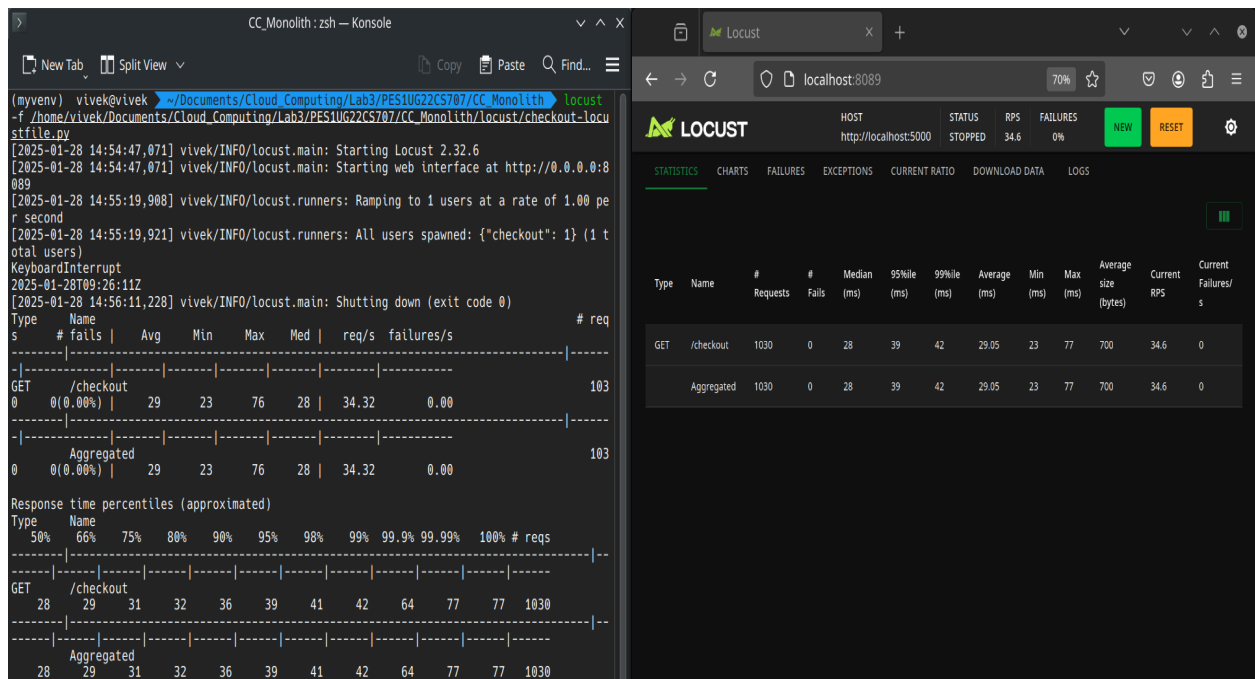 CC_Monolith : zsh — Konsole
New Tab Split View Copy Paste Find...
(myvenv) vivek@vivek ~/Documents/Cloud_Computing/Lab3/PES1UG22CS707/CC_Monolith locust
-f /home/vivek/Documents/Cloud_Computing/Lab3/PES1UG22CS707/CC_Monolith/locust/checkout-locu
stfile.py
[2025-01-28 14:54:47,071] vivek/INFO/locust.main: Starting Locust 2.32.6
[2025-01-28 14:54:47,071] vivek/INFO/locust.main: Starting web interface at http://0.0.0.0:8
089
[2025-01-28 14:55:19,908] vivek/INFO/locust.runners: Ramping to 1 users at a rate of 1.00 pe
r second
[2025-01-28 14:55:19,921] vivek/INFO/locust.runners: All users spawned: {"checkout": 1} (1 t
otal users)
KeyboardInterrupt
2025-01-28T09:26:11Z
[2025-01-28 14:56:11,228] vivek/INFO/locust.main: Shutting down (exit code 0)
Type     Name                                                                          # req
s      # fails |    Avg     Min     Max    Med |   req/s  failures/s
--------|----------------------------------------------------------------------------|------
-|-------------|-------|-------|-------|-------|--------|-----------
GET      /checkout                                                                       103
0     0(0.00%) |     29      23      76     28 |   34.32        0.00
--------|----------------------------------------------------------------------------|------
-|-------------|-------|-------|-------|-------|--------|-----------
         Aggregated                                                                      103
0     0(0.00%) |     29      23      76     28 |   34.32        0.00
Response time percentiles (approximated)
Type     Name
50%    66%    75%    80%    90%    95%    98%    99%  99.9% 99.99%   100% # reqs
--------|--------------------------------------------------------------------------------|--
------|------|------|------|------|------|------|------|------|------|------
GET      /checkout
28     29     31     32     36     39     41     42     64     77     77   1030
--------|--------------------------------------------------------------------------------|--
------|------|------|------|------|------|------|------|------|------|------
         Aggregated
28     29     31     32     36     39     41     42     64     77     77   1030
Locust
localhost:8089 70%
LOCUST
HOST STATUS RPS FAILURES
http://localhost:5000 STOPPED 34.6 0%
NEW RESET
STATISTICS CHARTS FAILURES EXCEPTIONS CURRENT RATIO DOWNLOAD DATA LOGS
Type Name # Requests # Fails Median (ms) 95%ile (ms) 99%ile (ms) Average (ms) Min (ms) Max (ms) Average size (bytes) Current RPS Current Failures/s
GET /checkout 1030 0 28 39 42 29.05 23 77 700 34.6 0
Aggregated 1030 0 28 39 42 29.05 23 77 700 34.6 0